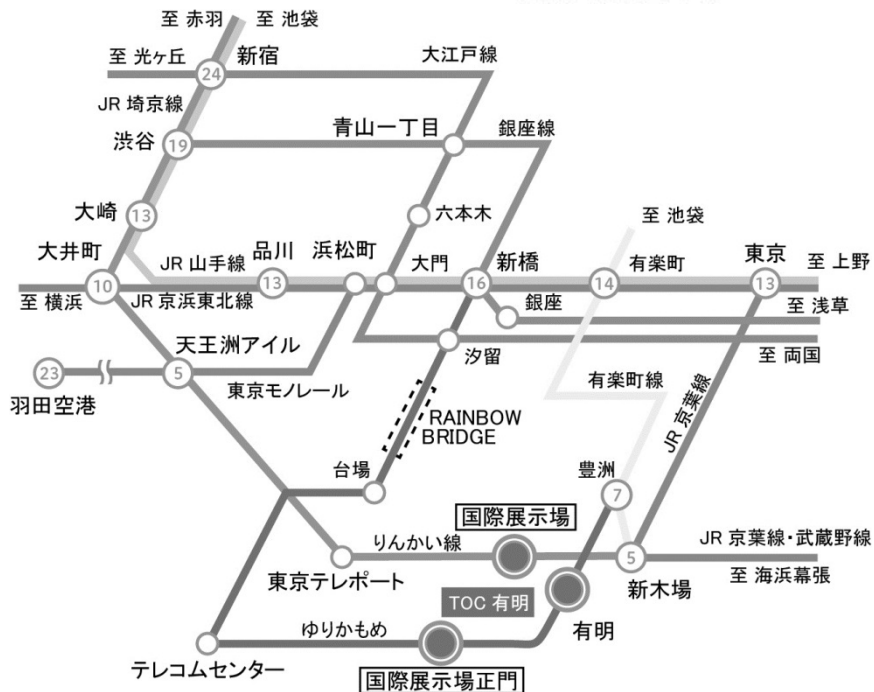 至 赤羽
至 池袋
至 光ヶ丘
新宿
24
大江戸線
JR 埼京線
渋谷
19
青山一丁目
銀座線
大崎
13
六本木
至 池袋
大井町
10
JR 山手線
品川
13
浜松町
大門
新橋
16
有楽町
14
東京
13
至 上野
至 横浜
JR 京浜東北線
銀座
至 浅草
天王洲アイル
5
汐留
至 両国
23
羽田空港
東京モノレール
有楽町線
JR 京葉線
RAINBOW
BRIDGE
台場
豊洲
7
国際展示場
りんかい線
東京テレポート
5
新木場
JR 京葉線・武蔵野線
至 海浜幕張
TOC 有明
有明
ゆりかもめ
テレコムセンター
国際展示場正門